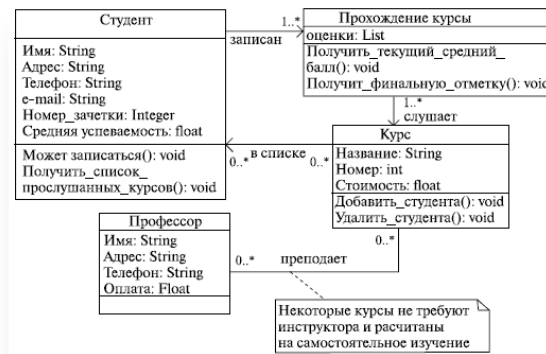 Студент
Имя: String
Адрес: String
Телефон: String
e-mail: String
Номер_зачетки: Integer
Средняя успеваемость: float
Может записаться(): void
Получить_список_
прослушанных_курсов(): void
1..*
записан
Прохождение курсы
оценки: List
Получить_текущий_средний_
балл(): void
Получит_финальную_отметку(): void
1..*
слушает
в списке
0..*
0..*
Курс
Название: String
Номер: int
Стоимость: float
Добавить_студента(): void
Удалить_студента(): void
0..*
Профессор
Имя: String
Адрес: String
Телефон: String
Оплата: Float
0..*
преподает
Некоторые курсы не требуют
инструктора и расчитаны
на самостоятельное изучение